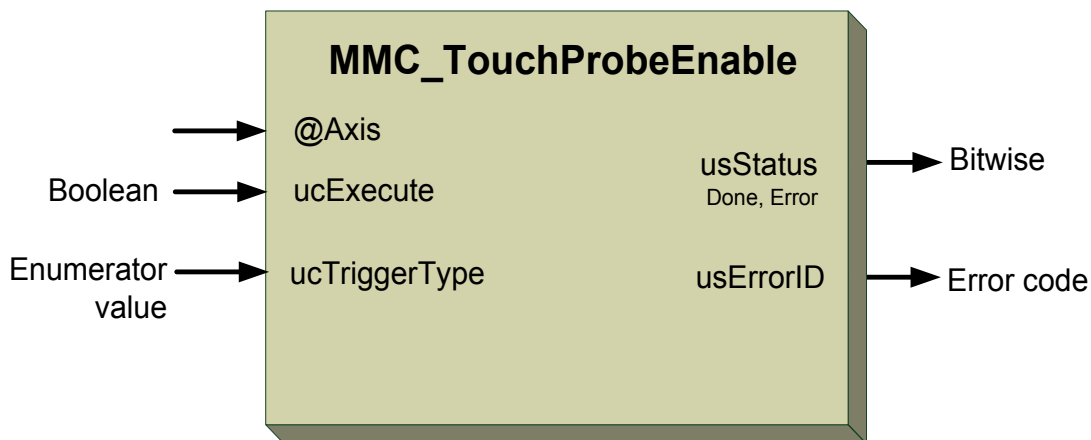 MMC_TouchProbeEnable
@Axis
Boolean
ucExecute
Enumerator
value
ucTriggerType
usStatus
Done, Error
Bitwise
usErrorID
Error code